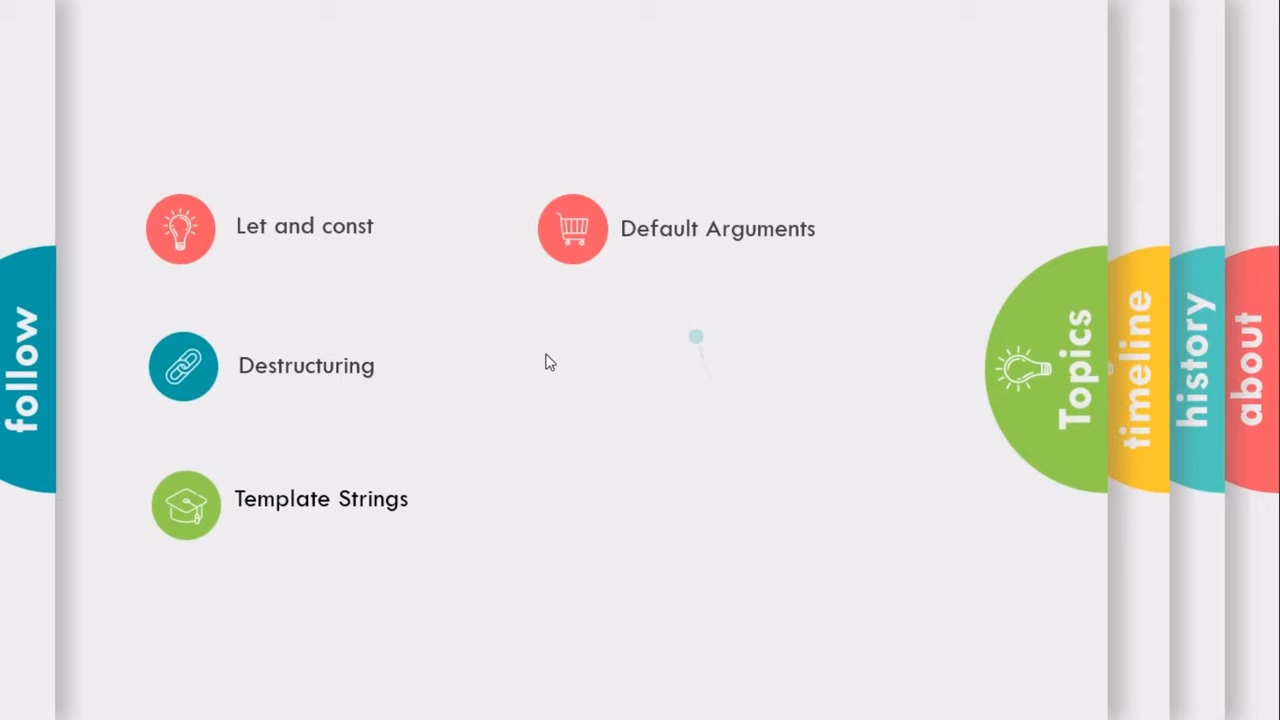 Let and const
Default Arguments
Destructuring
Template Strings
follow
Topics
timeline
history
about